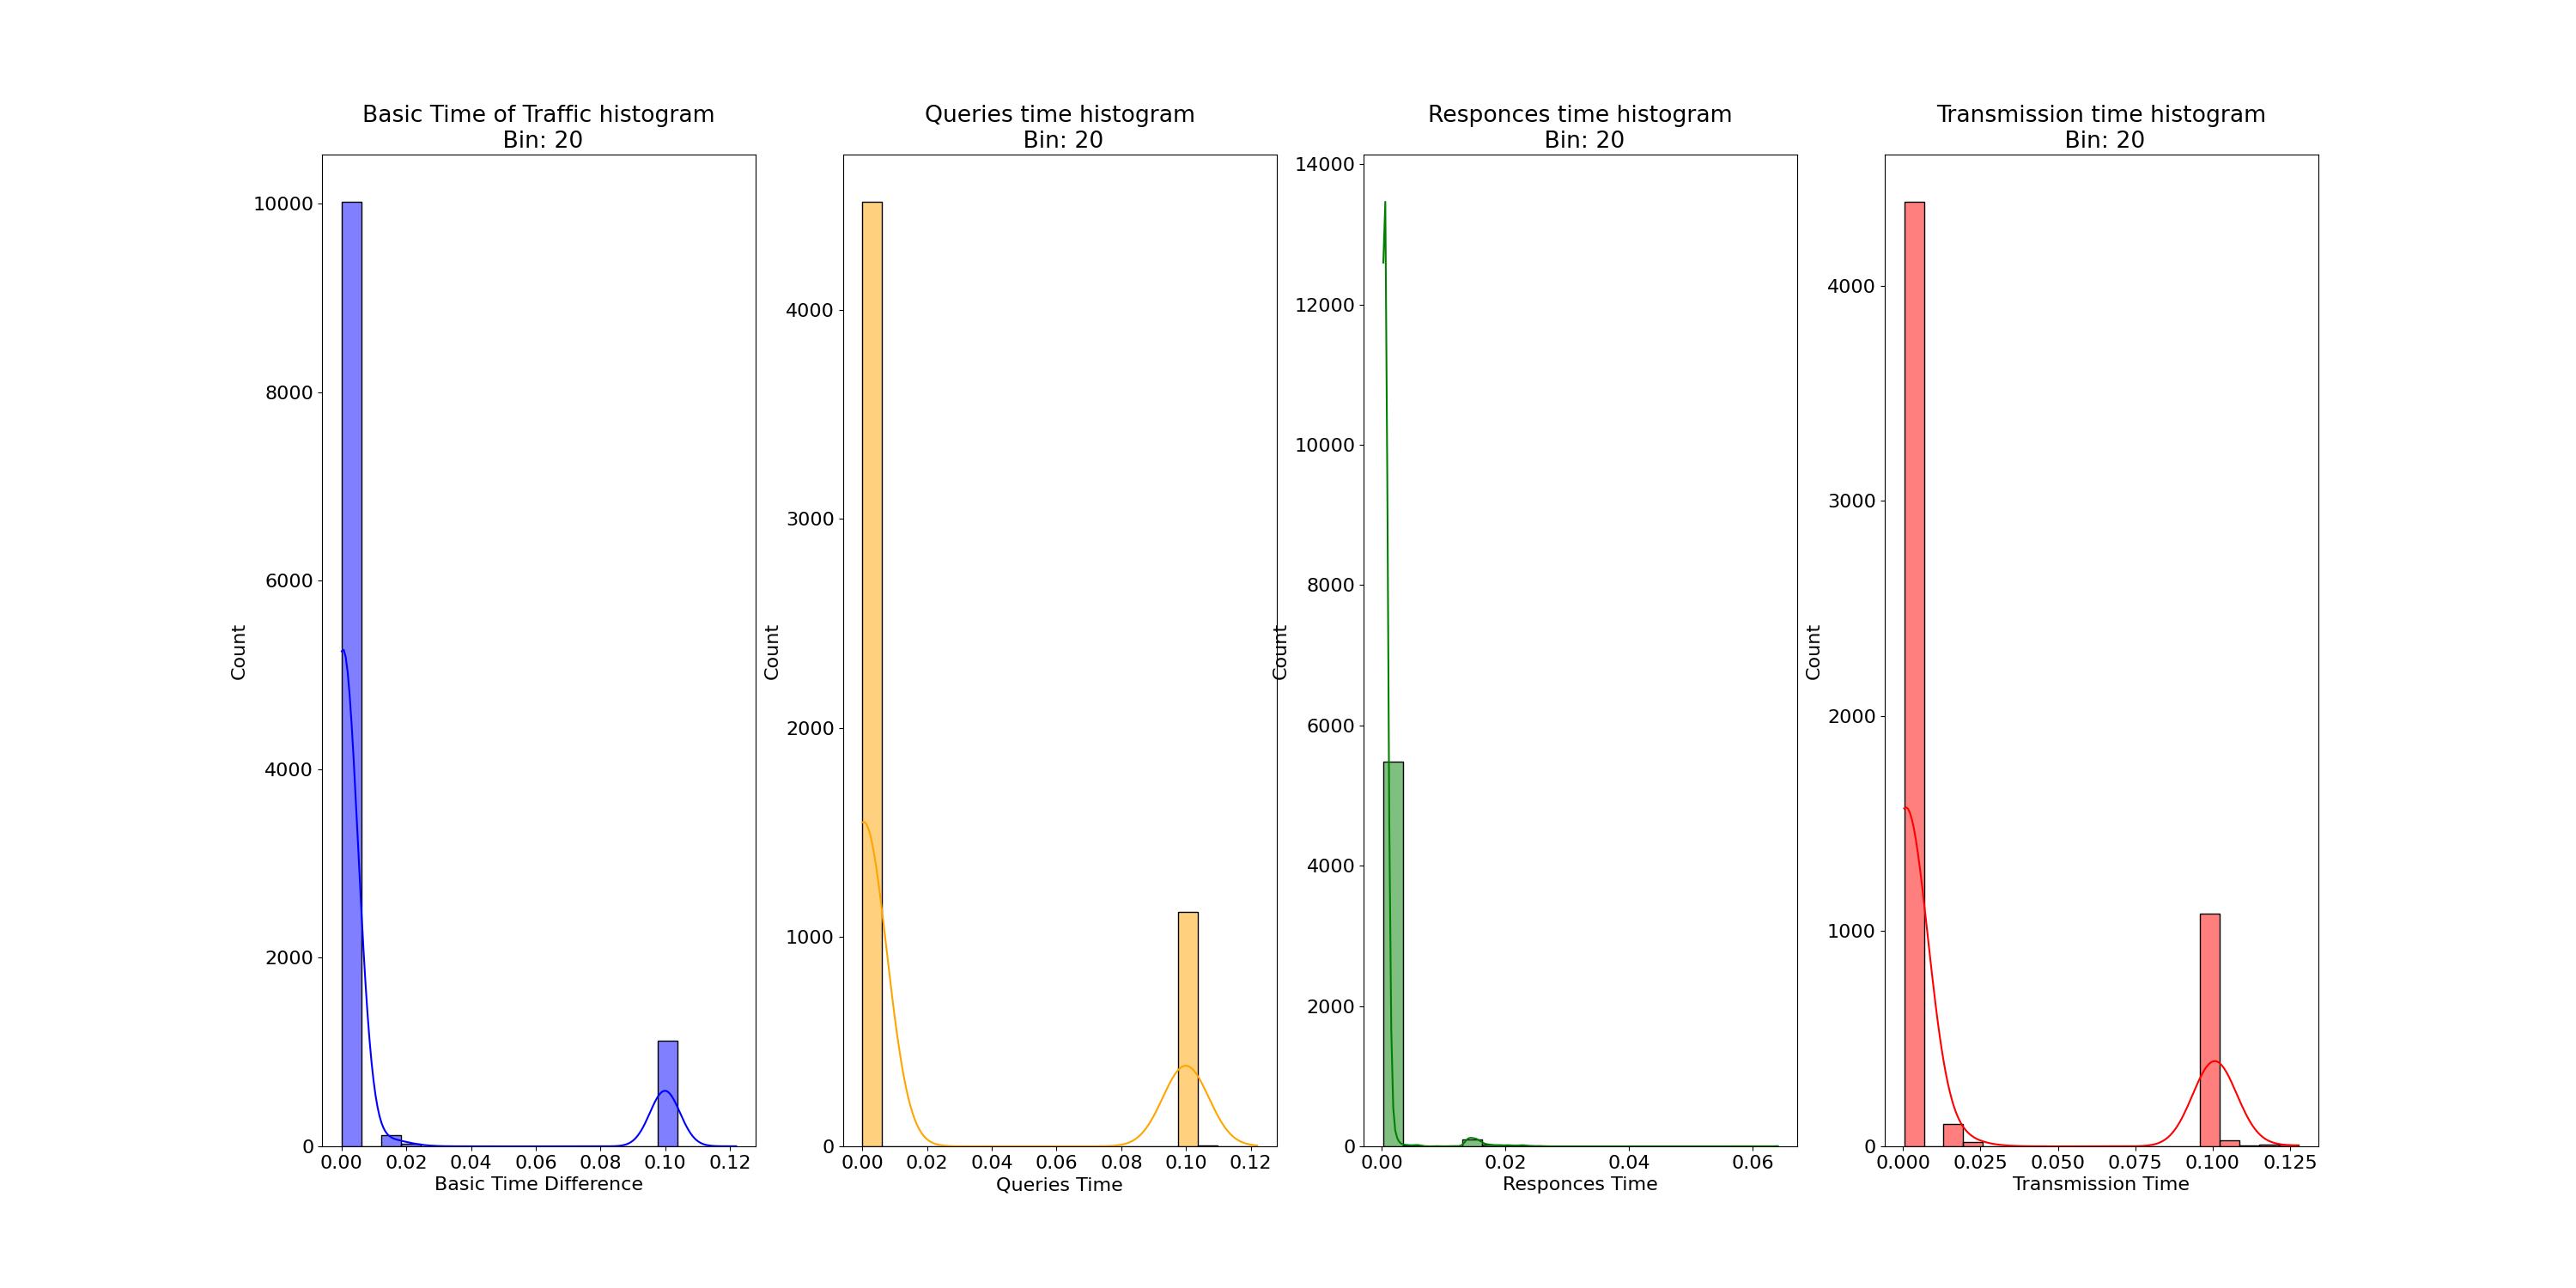 Basic Time of Traffic histogram
Bin: 20
Count
10000
8000
6000
4000
2000
0
0.00 0.02 0.04 0.06 0.08 0.10 0.12
Basic Time Difference
Queries time histogram
Bin: 20
Count
4000
3000
2000
1000
0
0.00 0.02 0.04 0.06 0.08 0.10 0.12
Queries Time
Responces time histogram
Bin: 20
Count
14000
12000
10000
8000
6000
4000
2000
0
0.00 0.02 0.04 0.06
Responces Time
Transmission time histogram
Bin: 20
Count
4000
3000
2000
1000
0
0.000 0.025 0.050 0.075 0.100 0.125
Transmission Time